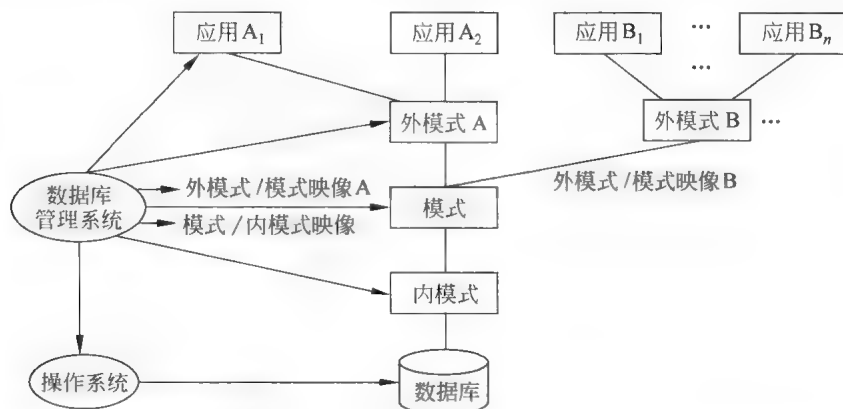 应用A1
应用A2
应用B1
…
应用Bn
…
外模式 A
外模式 B
…
外模式/模式映像A
外模式/模式映像B
数据库
管理系统
模式
模式/内模式映像
内模式
操作系统
数据库